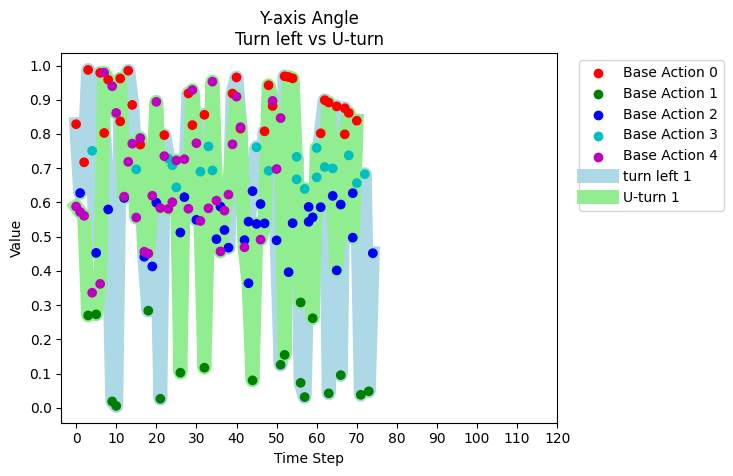 Y-axis Angle
Turn left vs U-turn
Value
1.0
0.9
0.8
0.7
0.6
0.5
0.4
0.3
0.2
0.1
0.0
0 10 20 30 40 50 60 70 80 90 100 110 120
Time Step
Base Action 0
Base Action 1
Base Action 2
Base Action 3
Base Action 4
turn left 1
U-turn 1